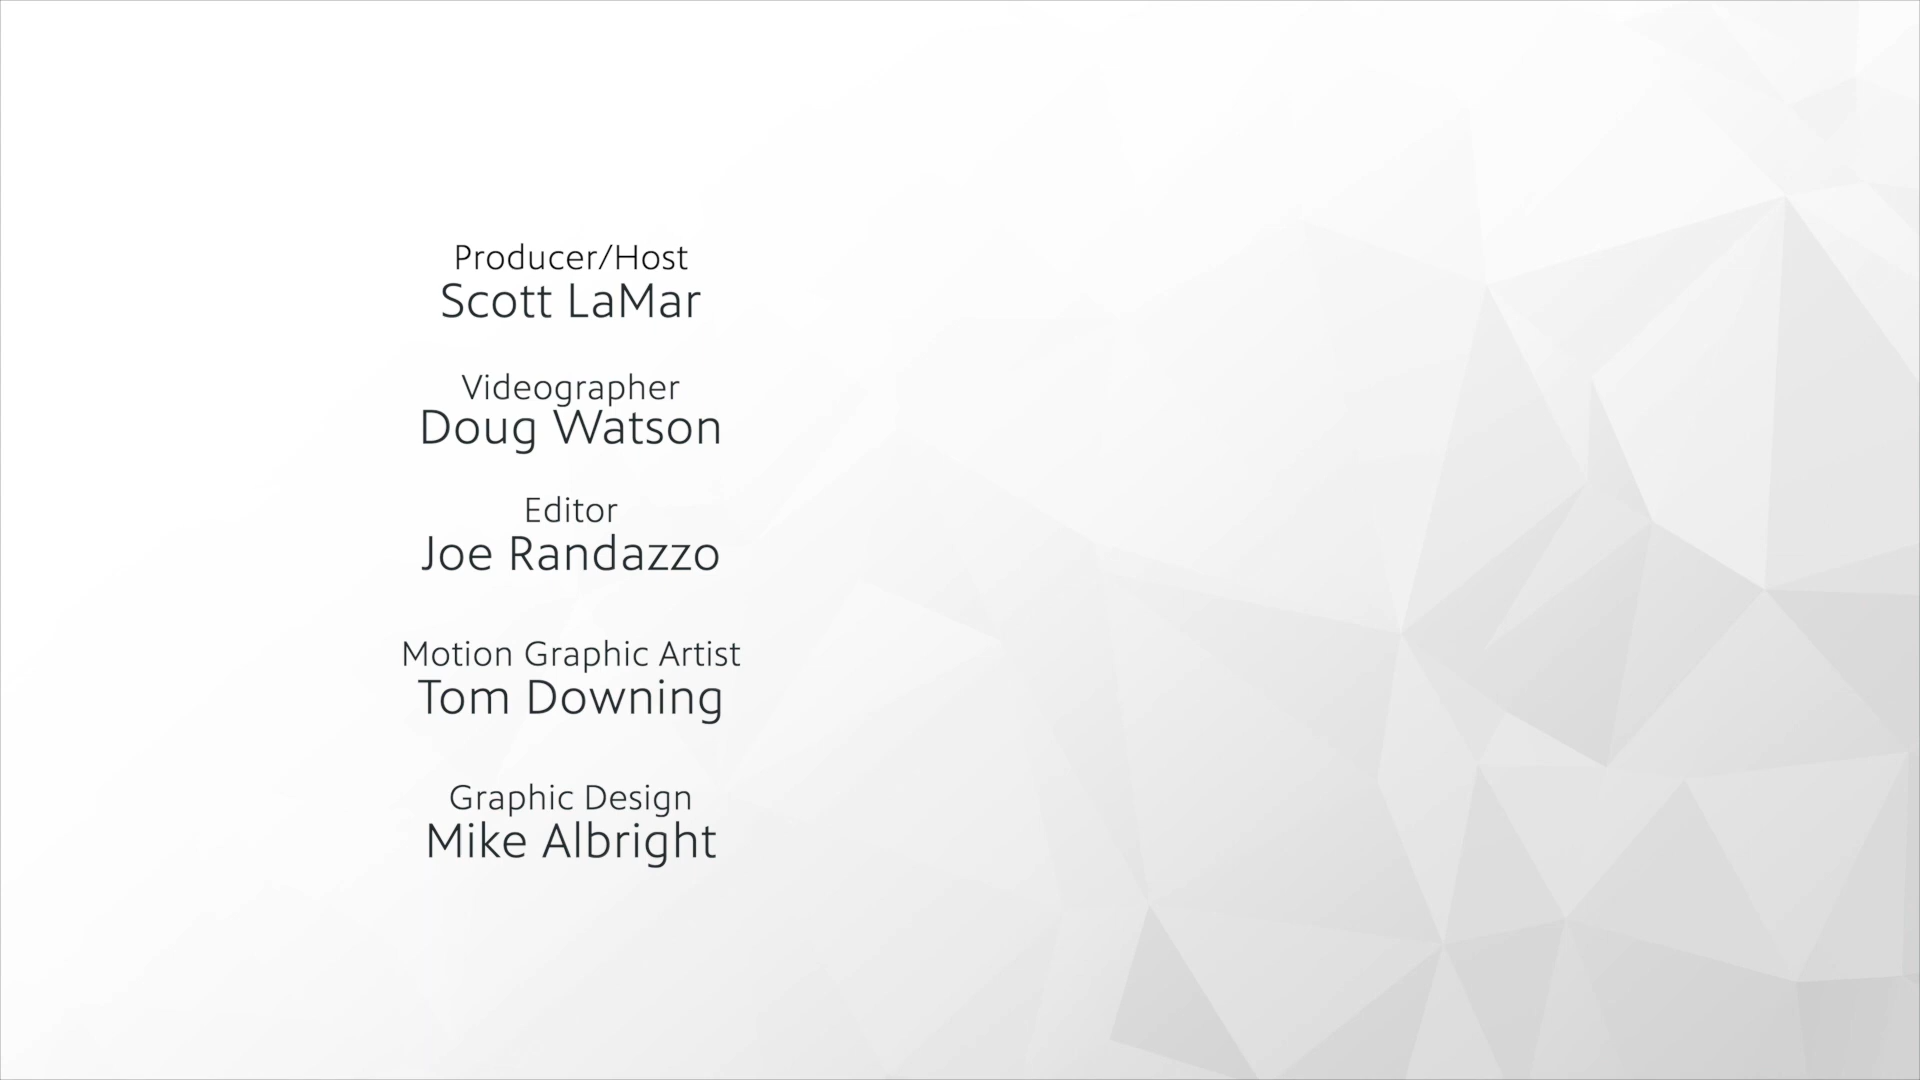 Producer/Host
Scott LaMar
Videographer
Doug Watson
Editor
Joe Randazzo
Motion Graphic Artist
Tom Downing
Graphic Design
Mike Albright